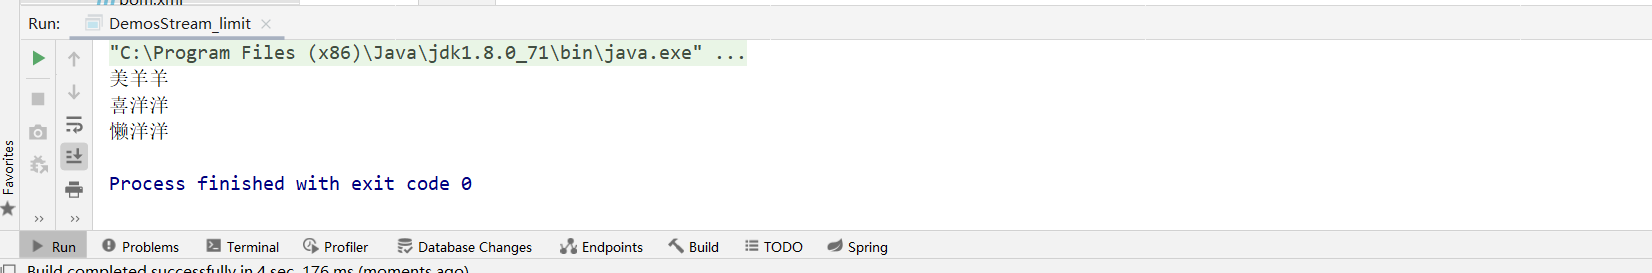 pom.xml
Run: DemosStream_limit
"C:\Program Files (x86)\Java\jdk1.8.0_71\bin\java.exe" ...
美羊羊
喜洋洋
懒洋洋
Process finished with exit code 0
Favorites
Run Problems Terminal Profiler Database Changes Endpoints Build TODO Spring
Build completed successfully in 4 sec, 176 ms (moments ago)